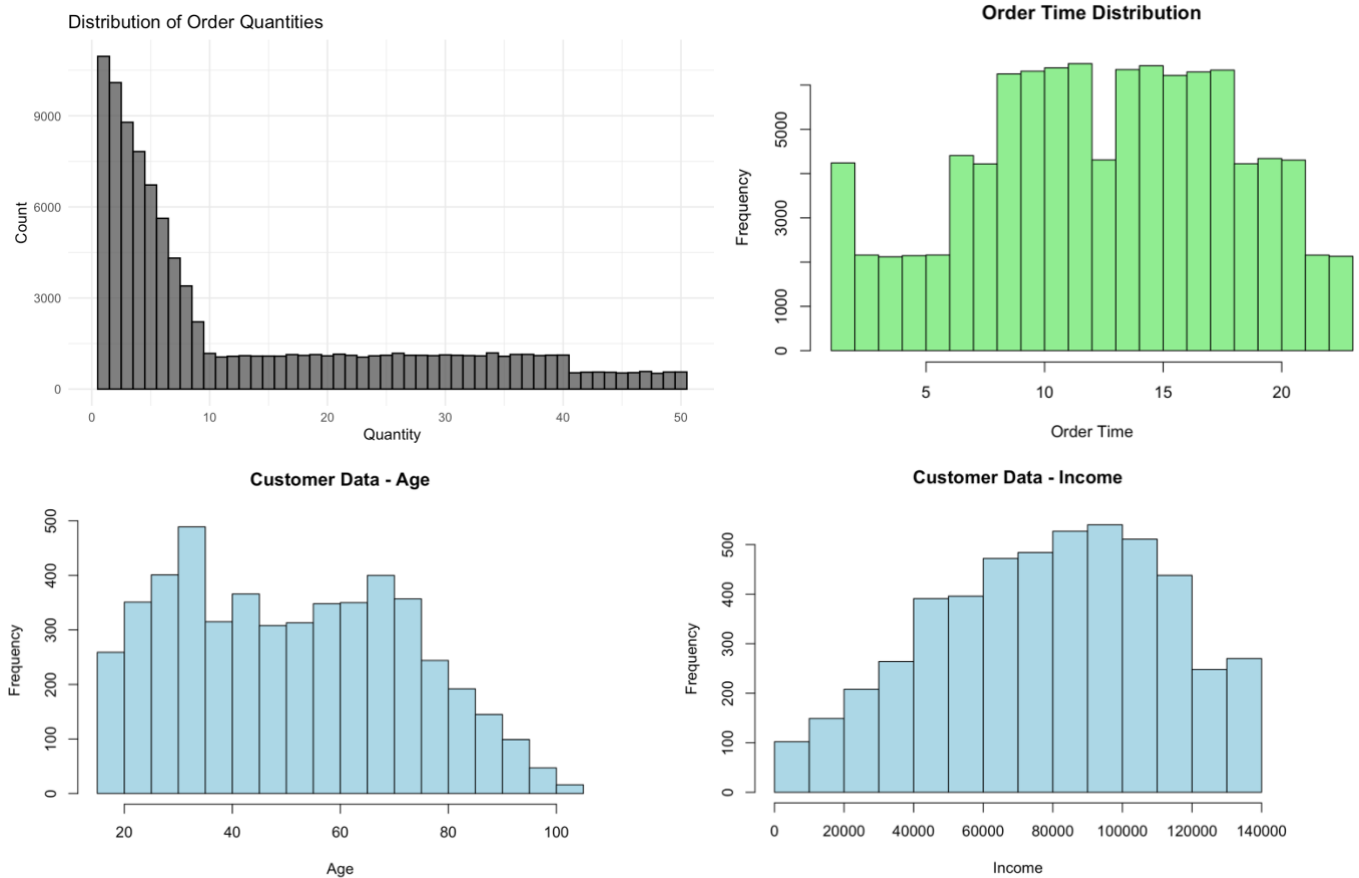 Distribution of Order Quantities
Count
9000
6000
3000
0
0 10 20 30 40 50
Quantity
Order Time Distribution
Frequency
5000
3000
1000
0
5 10 15 20
Order Time
Customer Data - Age
Frequency
500
400
300
200
100
0
20 40 60 80 100
Age
Customer Data - Income
Frequency
500
400
300
200
100
0
0 20000 40000 60000 80000 100000 120000 140000
Income